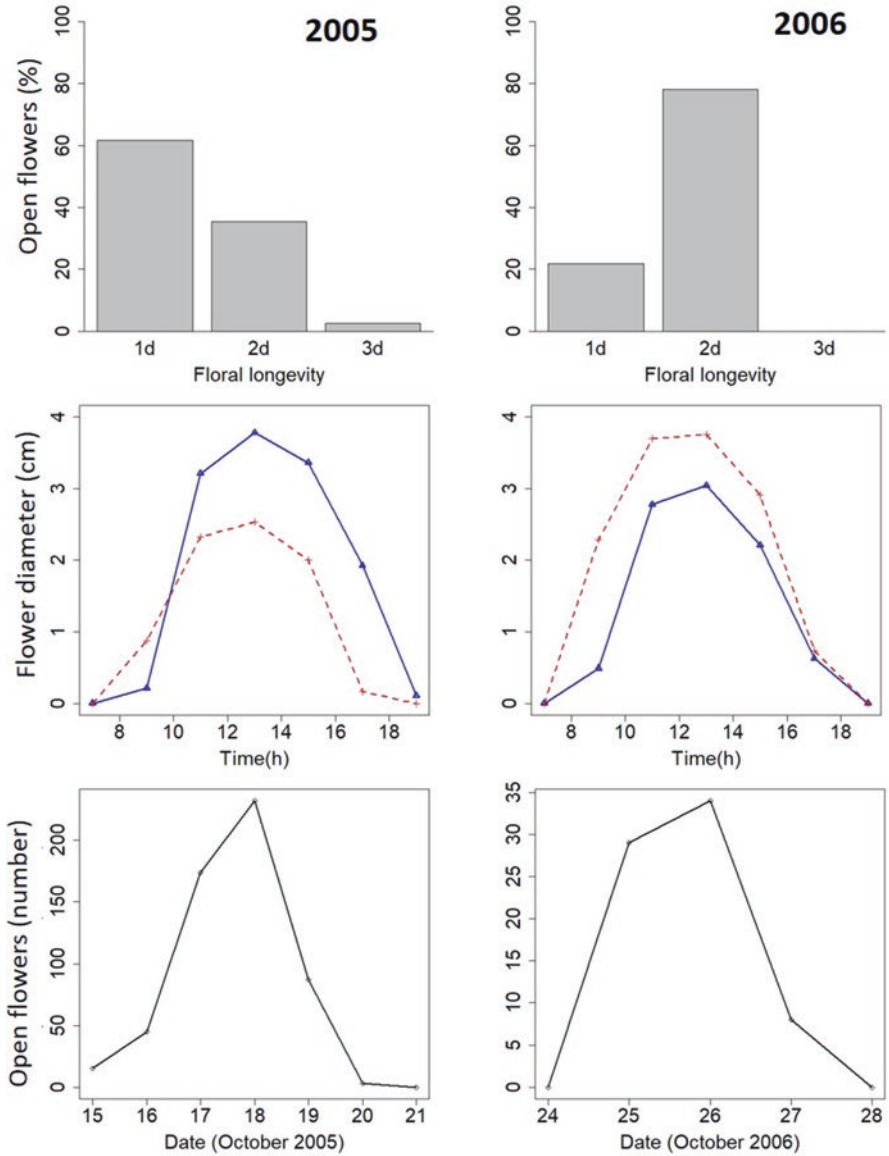 2005
2006
Open flowers (%)
0 20 40 60 80 100
1d 2d 3d
Floral longevity
0 20 40 60 80 100
1d 2d 3d
Floral longevity
Flower diameter (cm)
0 1 2 3 4
8 10 12 14 16 18
Time(h)
0 1 2 3 4
8 10 12 14 16 18
Time(h)
Open flowers (number)
0 50 100 150 200
15 16 17 18 19 20 21
Date (October 2005)
0 5 10 15 20 25 30 35
24 25 26 27 28
Date (October 2006)